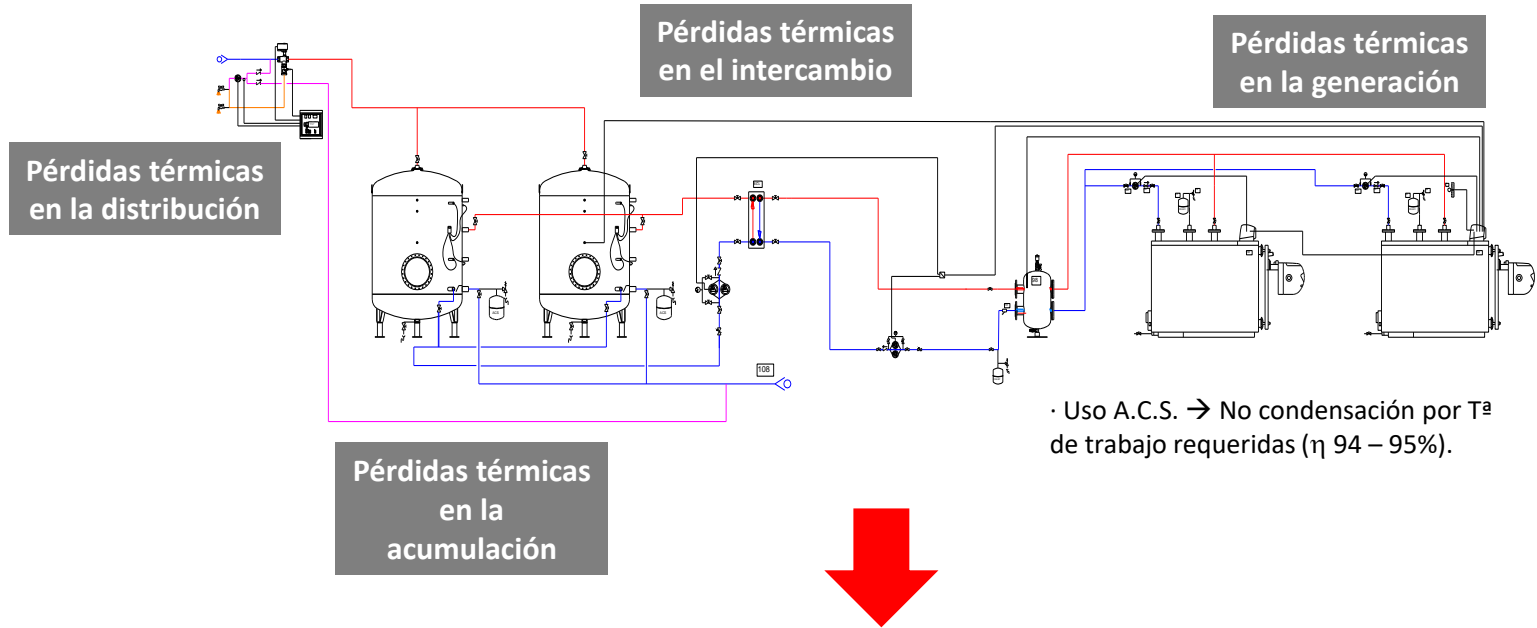 Pérdidas térmicas
en el intercambio
Pérdidas térmicas
en la generación
Pérdidas térmicas
en la distribución
108
· Uso A.C.S. → No condensación por Tª
de trabajo requeridas (η 94 – 95%).
Pérdidas térmicas
en la
acumulación